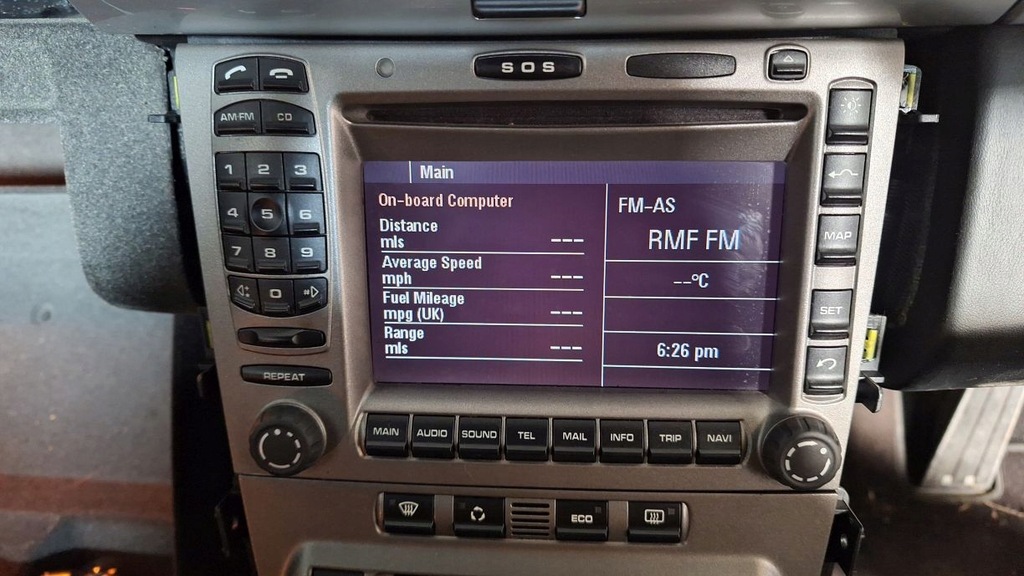 SOS
AM/FM CD
1 2 3
4 5 6
7 8 9
* 0 #
REPEAT
Main
On-board Computer
Distance
mls ---
Average Speed
mph ---
Fuel Mileage
mpg (UK) ---
Range
mls ---
FM-AS
RMF FM
--°C
6:26 pm
MAP
SET
MAIN AUDIO SOUND TEL MAIL INFO TRIP NAVI
ECO